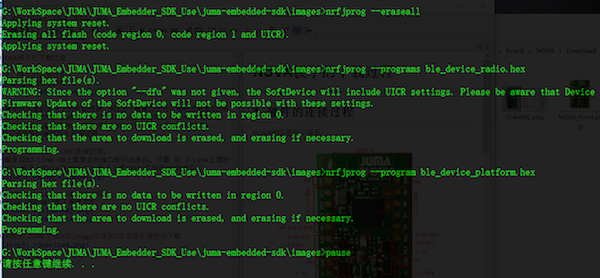 G:\WorkSpace\JUMA\JUMA_Embedder_SDK_Use\juma-embedded-sdk\images>nrfjprog --eraseall
Applying system reset.
Erasing all flash (code region 0, code region 1 and UICR).
Applying system reset.
G:\WorkSpace\JUMA\JUMA_Embedder_SDK_Use\juma-embedded-sdk\images>nrfjprog --programs ble_device_radio.hex
Parsing hex file(s).
WARNING: Since the option "--dfu" was not given, the SoftDevice will include UICR settings. Please be aware that Device
Firmware Update of the SoftDevice will not be possible with these settings.
Checking that there is no data to be written in region 0.
Checking that there are no UICR conflicts.
Checking that the area to download is erased, and erasing if necessary.
Programming.
G:\WorkSpace\JUMA\JUMA_Embedder_SDK_Use\juma-embedded-sdk\images>nrfjprog --program ble_device_platform.hex
Parsing hex file(s).
Checking that there is no data to be written in region 0.
Checking that there are no UICR conflicts.
Checking that the area to download is erased, and erasing if necessary.
Programming.
G:\WorkSpace\JUMA\JUMA_Embedder_SDK_Use\juma-embedded-sdk\images>pause
请按任意键继续. . .
Board
NOVA
Download
JUMA